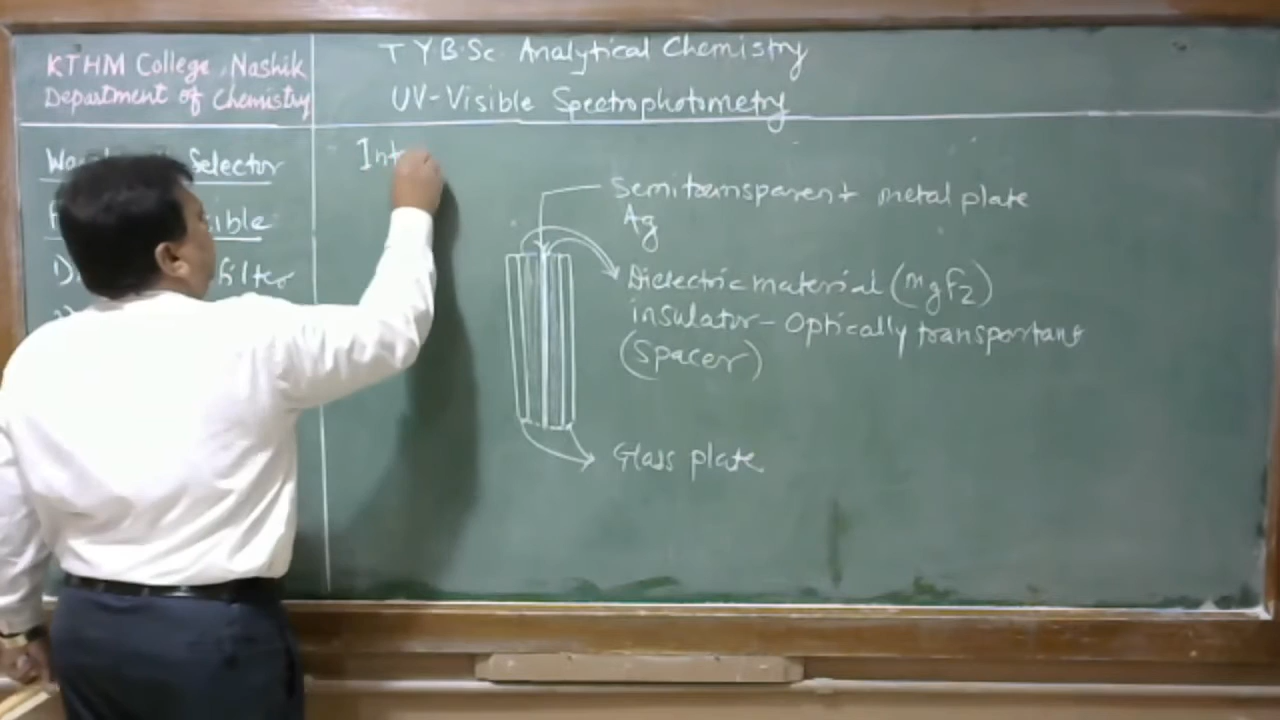 KTHM College, Nashik
Department of Chemistry
T Y B.Sc Analytical Chemistry
UV-Visible Spectrophotometry
Selector
1)
Int
Semitransparent metal plate
Ag
Dielectric material (MgF2)
insulator - Optically transportant
(Spacer)
Glass plate